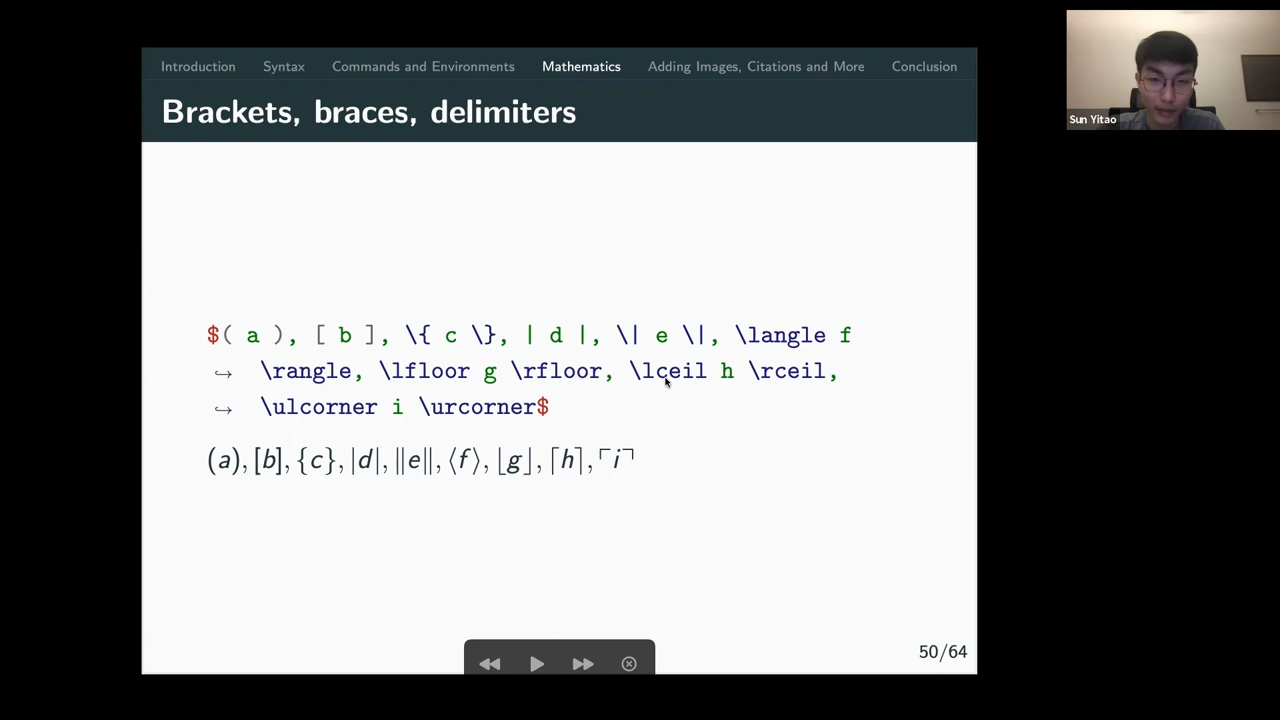 Introduction Syntax Commands and Environments Mathematics Adding Images, Citations and More Conclusion
Brackets, braces, delimiters
$( a ), [ b ], \{ c \}, | d |, \| e \|, \langle f
↪ \rangle, \lfloor g \rfloor, \lceil h \rceil,
↪ \ulcorner i \urcorner$
(a), [b], {c}, |d|, ‖e‖, ⟨f⟩, ⌊g⌋, ⌈h⌉, ⌜i⌝
50/64
Sun Yitao